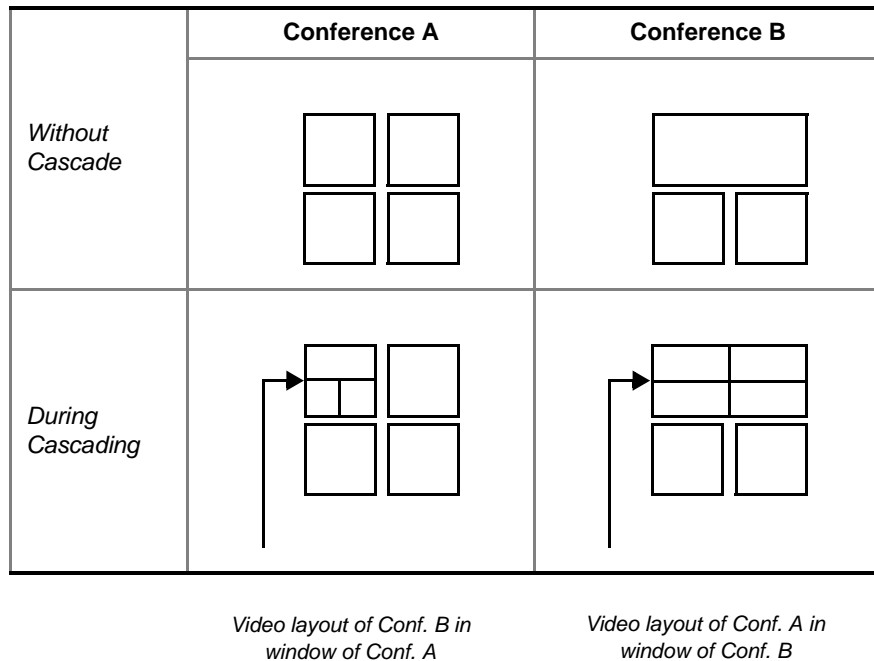 Conference A
Conference B
Without
Cascade
During
Cascading
Video layout of Conf. B in
window of Conf. A
Video layout of Conf. A in
window of Conf. B